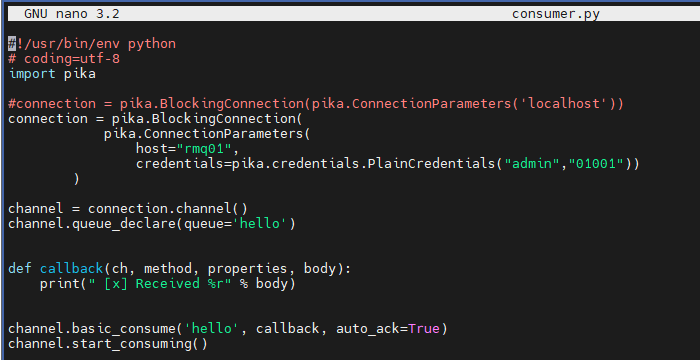 GNU nano 3.2 consumer.py
#!/usr/bin/env python
# coding=utf-8
import pika
#connection = pika.BlockingConnection(pika.ConnectionParameters('localhost'))
connection = pika.BlockingConnection(
pika.ConnectionParameters(
host="rmq01",
credentials=pika.credentials.PlainCredentials("admin","01001"))
)
channel = connection.channel()
channel.queue_declare(queue='hello')
def callback(ch, method, properties, body):
print(" [x] Received %r" % body)
channel.basic_consume('hello', callback, auto_ack=True)
channel.start_consuming()